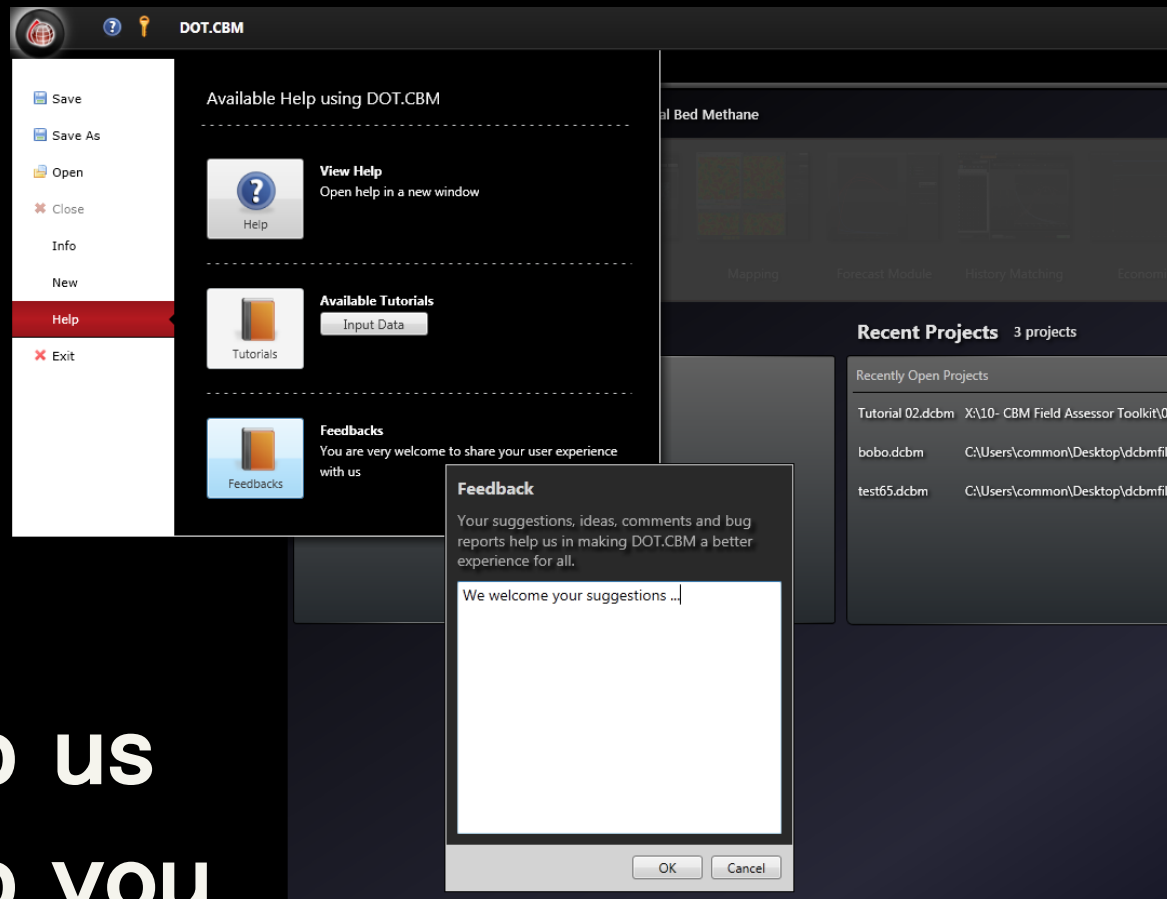 DOT.CBM
Save
Save As
Open
Close
Info
New
Help
Exit
Available Help using DOT.CBM
Help
View Help
Open help in a new window
Tutorials
Available Tutorials
Input Data
Feedbacks
Feedbacks
You are very welcome to share your user experience
with us
al Bed Methane
Mapping
Forecast Module
History Matching
Econom
Recent Projects 3 projects
Recently Open Projects
Tutorial 02.dcbm X:\10- CBM Field Assessor Toolkit\0
bobo.dcbm C:\Users\common\Desktop\dcbmfil
test65.dcbm C:\Users\common\Desktop\dcbmfil
Feedback
Your suggestions, ideas, comments and bug
reports help us in making DOT.CBM a better
experience for all.
We welcome your suggestions ...
OK
Cancel
p us
p you